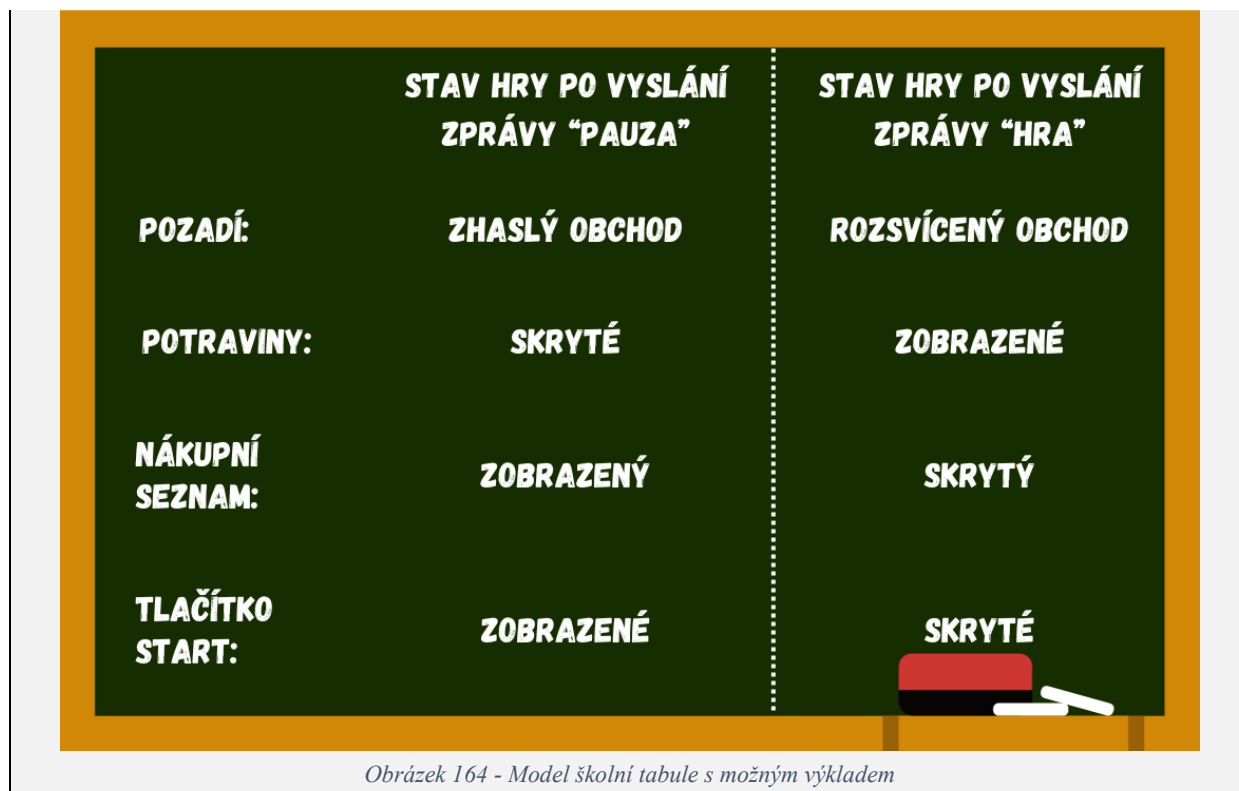 STAV HRY PO VYSLÁNÍ
ZPRÁVY “PAUZA”
STAV HRY PO VYSLÁNÍ
ZPRÁVY “HRA”
POZADÍ:
ZHASLÝ OBCHOD
ROZSVÍCENÝ OBCHOD
POTRAVINY:
SKRYTÉ
ZOBRAZENÉ
NÁKUPNÍ
SEZNAM:
ZOBRAZENÝ
SKRYTÝ
TLAČÍTKO
START:
ZOBRAZENÉ
SKRYTÉ
Obrázek 164 - Model školní tabule s možným výkladem